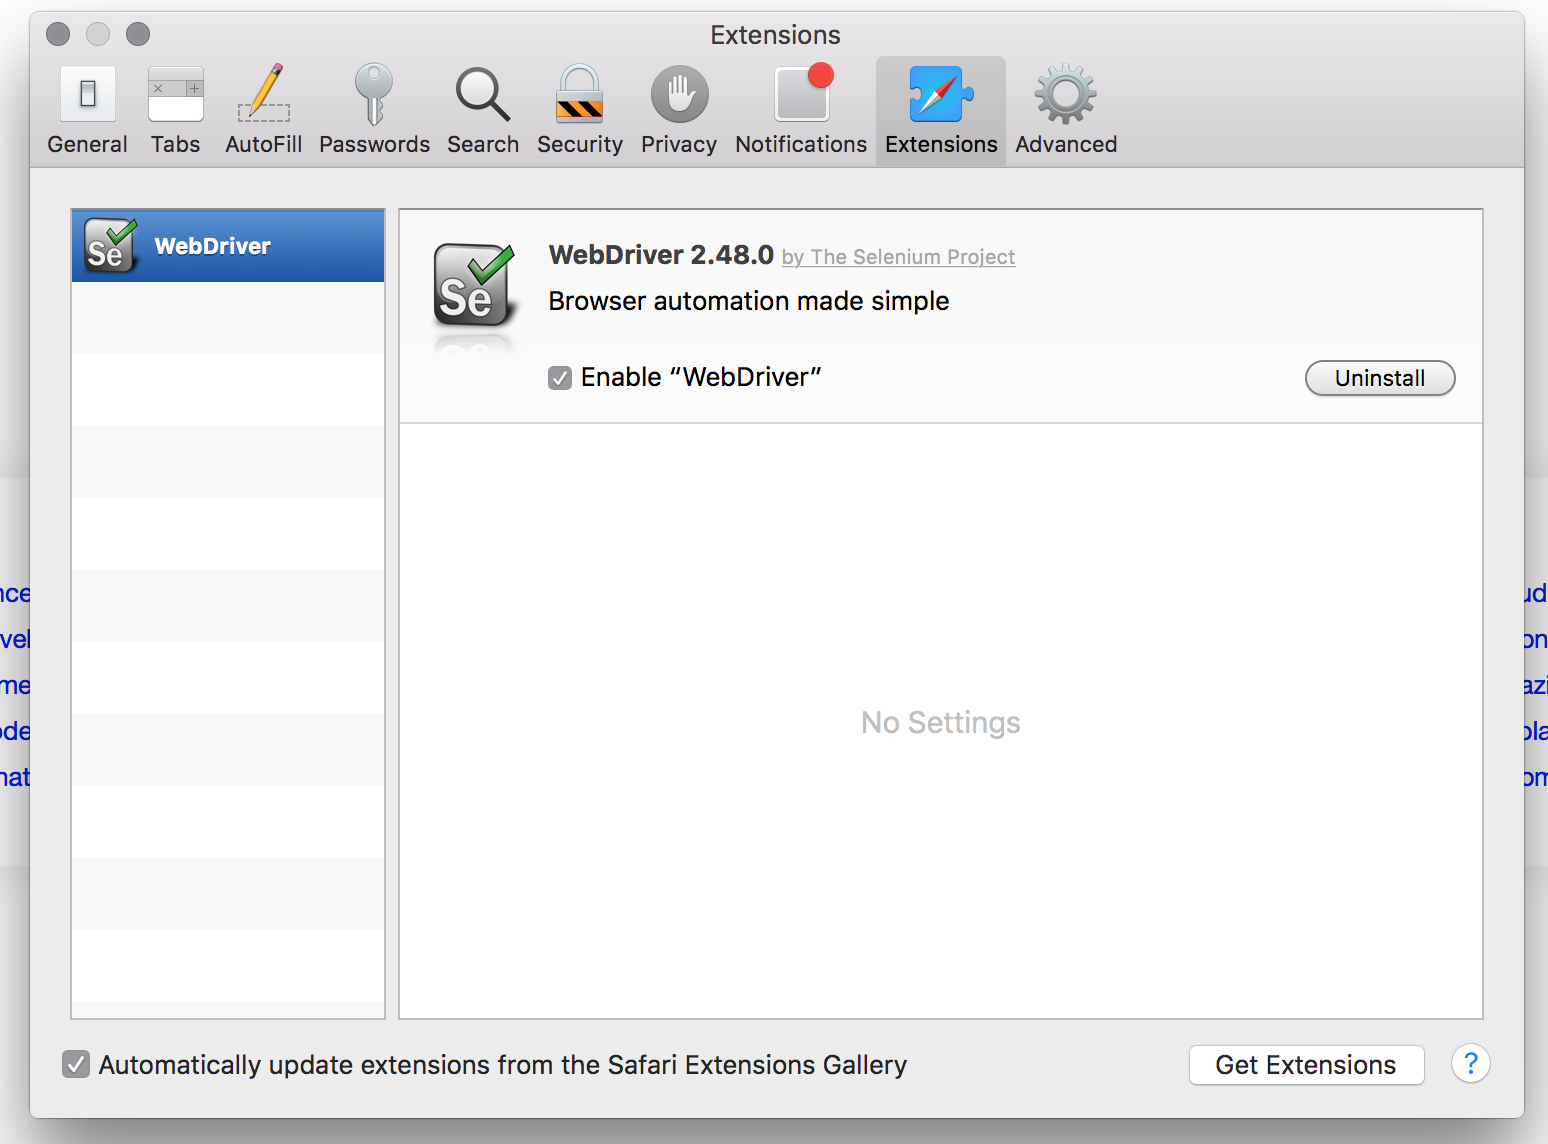 Extensions
General Tabs AutoFill Passwords Search Security Privacy Notifications Extensions Advanced
Se WebDriver
Se
WebDriver 2.48.0 by The Selenium Project
Browser automation made simple
Enable “WebDriver”
Uninstall
No Settings
Automatically update extensions from the Safari Extensions Gallery
Get Extensions ?